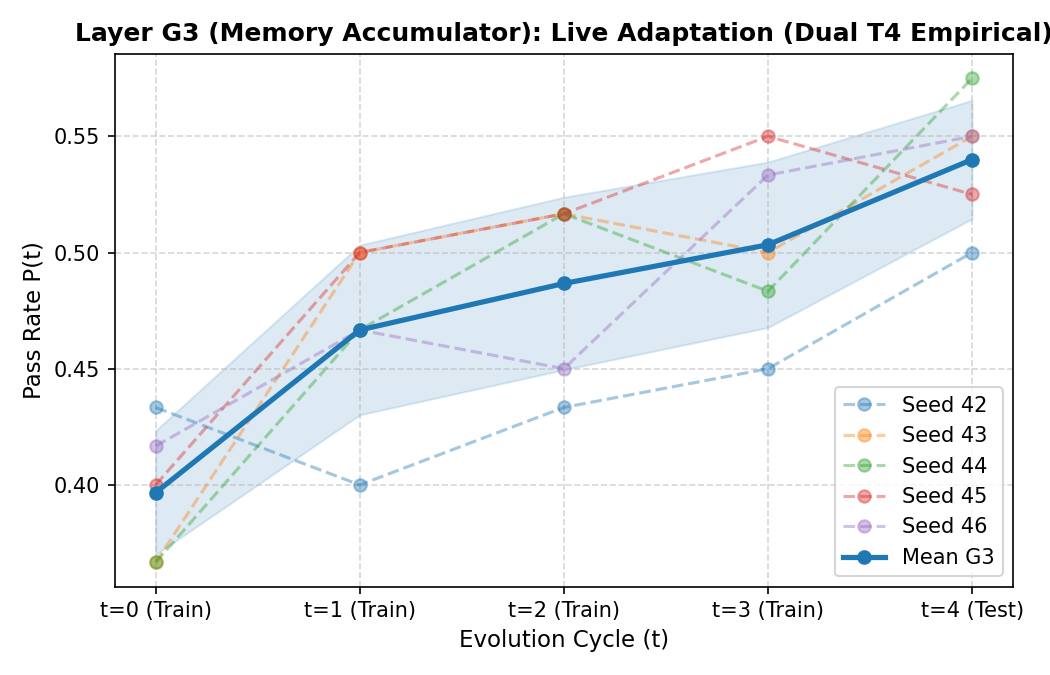 Layer G3 (Memory Accumulator): Live Adaptation (Dual T4 Empirical)
Pass Rate P(t)
0.55
0.50
0.45
0.40
Seed 42
Seed 43
Seed 44
Seed 45
Seed 46
Mean G3
t=0 (Train)
t=1 (Train)
t=2 (Train)
t=3 (Train)
t=4 (Test)
Evolution Cycle (t)